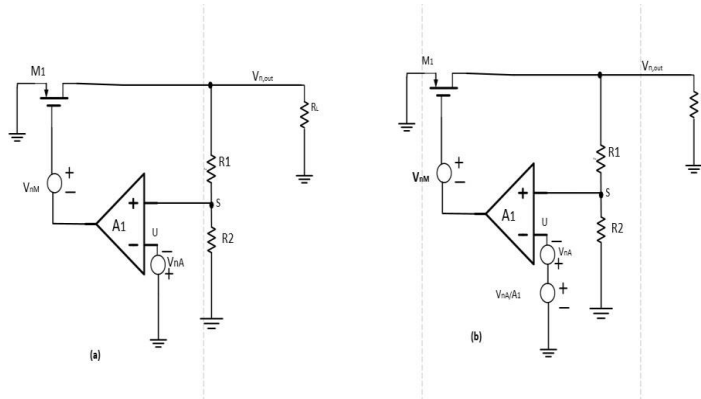 M1
Vn,out
RL
R1
VnM
+
−
+
S
A1
U
−
−
R2
VnA
+
(a)
M1
Vn,out
R1
VnM
+
−
+
S
A1
U
−
−
R2
VnA
+
VnA/A1
+
−
(b)